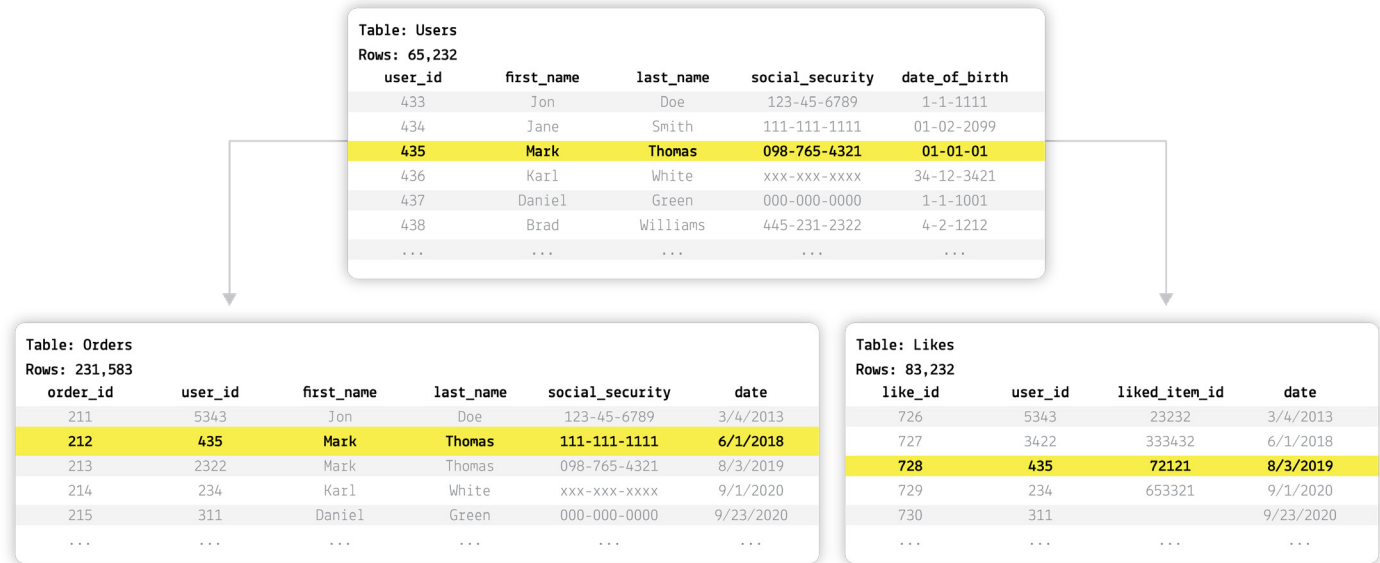 Table: Users
Rows: 65,232
user_id first_name last_name social_security date_of_birth
433 Jon Doe 123-45-6789 1-1-1111
434 Jane Smith 111-111-1111 01-02-2099
435 Mark Thomas 098-765-4321 01-01-01
436 Karl White xxx-xxx-xxxx 34-12-3421
437 Daniel Green 000-000-0000 1-1-1001
438 Brad Williams 445-231-2322 4-2-1212
... ... ... ... ...
Table: Orders
Rows: 231,583
order_id user_id first_name last_name social_security date
211 5343 Jon Doe 123-45-6789 3/4/2013
212 435 Mark Thomas 111-111-1111 6/1/2018
213 2322 Mark Thomas 098-765-4321 8/3/2019
214 234 Karl White xxx-xxx-xxxx 9/1/2020
215 311 Daniel Green 000-000-0000 9/23/2020
... ... ... ... ... ...
Table: Likes
Rows: 83,232
like_id user_id liked_item_id date
726 5343 23232 3/4/2013
727 3422 333432 6/1/2018
728 435 72121 8/3/2019
729 234 653321 9/1/2020
730 311 9/23/2020
... ... ... ...